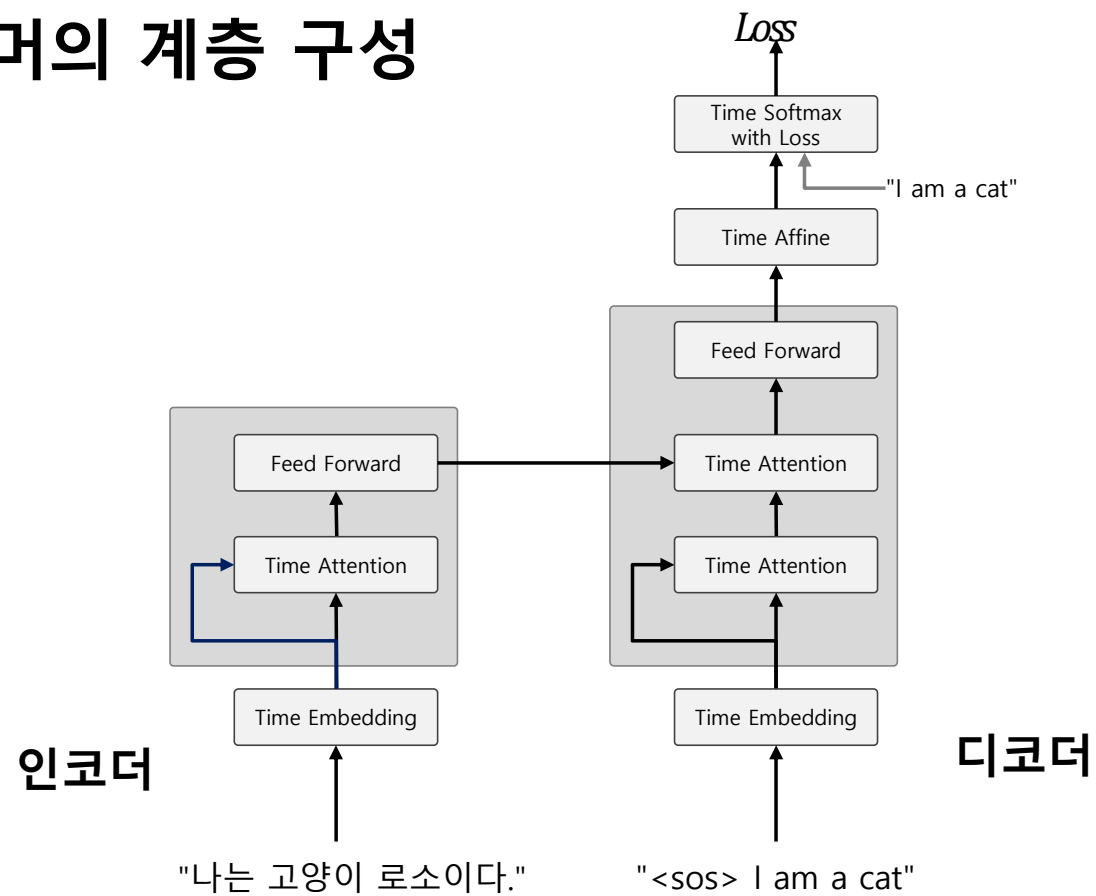 머의 계층 구성
Loss
Time Softmax
with Loss
"I am a cat"
Time Affine
Feed Forward
Feed Forward
Time Attention
Time Attention
Time Attention
Time Embedding
Time Embedding
인코더
디코더
"나는 고양이 로소이다."
"<sos> I am a cat"